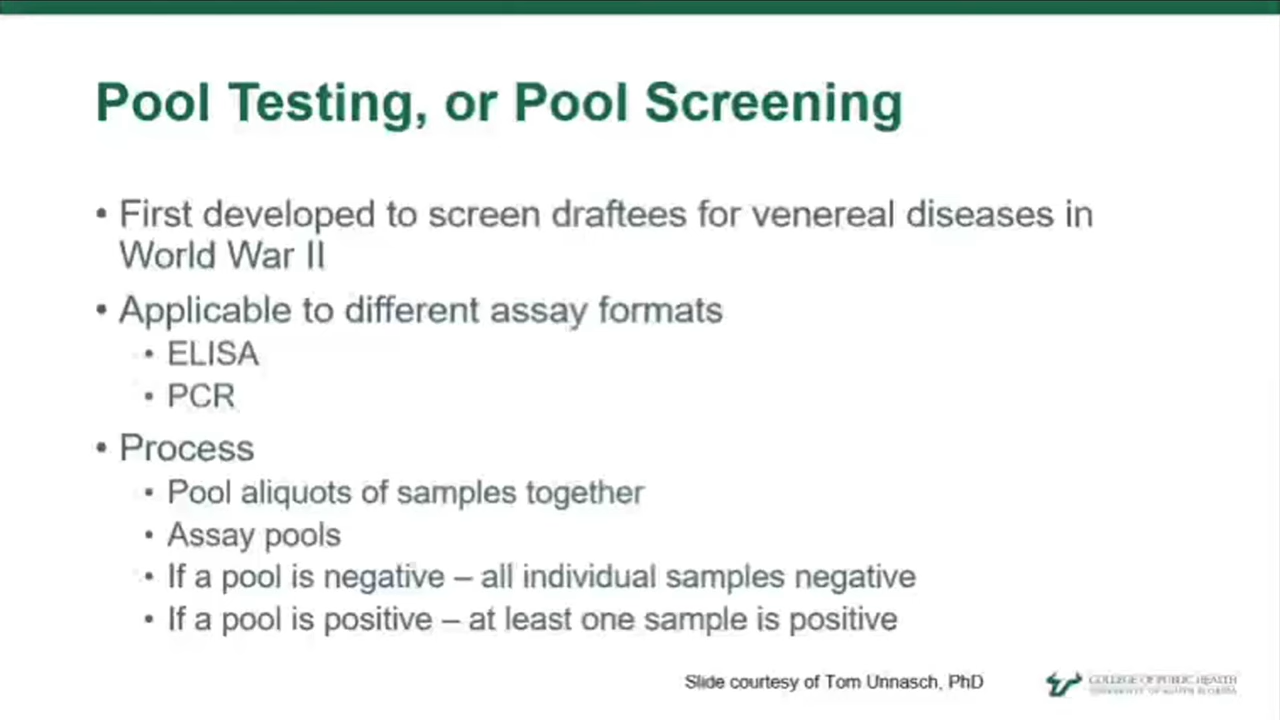 Pool Testing, or Pool Screening
• First developed to screen draftees for venereal diseases in
World War II
• Applicable to different assay formats
• ELISA
• PCR
• Process
• Pool aliquots of samples together
• Assay pools
• If a pool is negative – all individual samples negative
• If a pool is positive – at least one sample is positive
Slide courtesy of Tom Unnasch, PhD
COLLEGE OF PUBLIC HEALTH
UNIVERSITY OF SOUTH FLORIDA